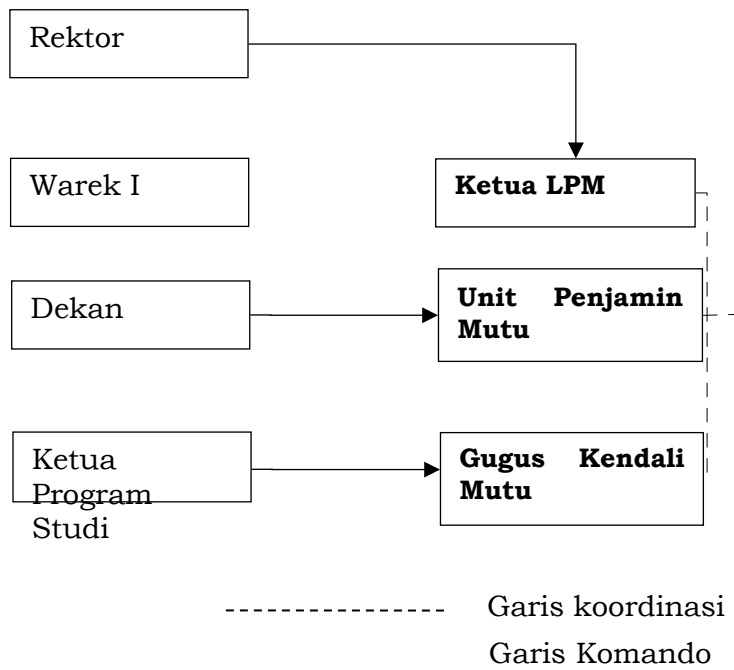 Rektor
Warek I
Ketua LPM
Dekan
Unit Penjamin
Mutu
Ketua
Program
Studi
Gugus Kendali
Mutu
Garis koordinasi
Garis Komando